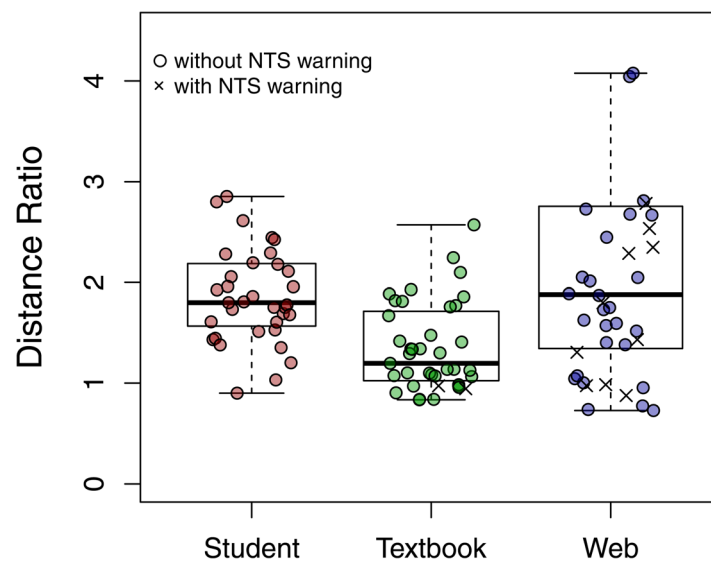 without NTS warning
with NTS warning
Distance Ratio
4
3
2
1
0
Student Textbook Web